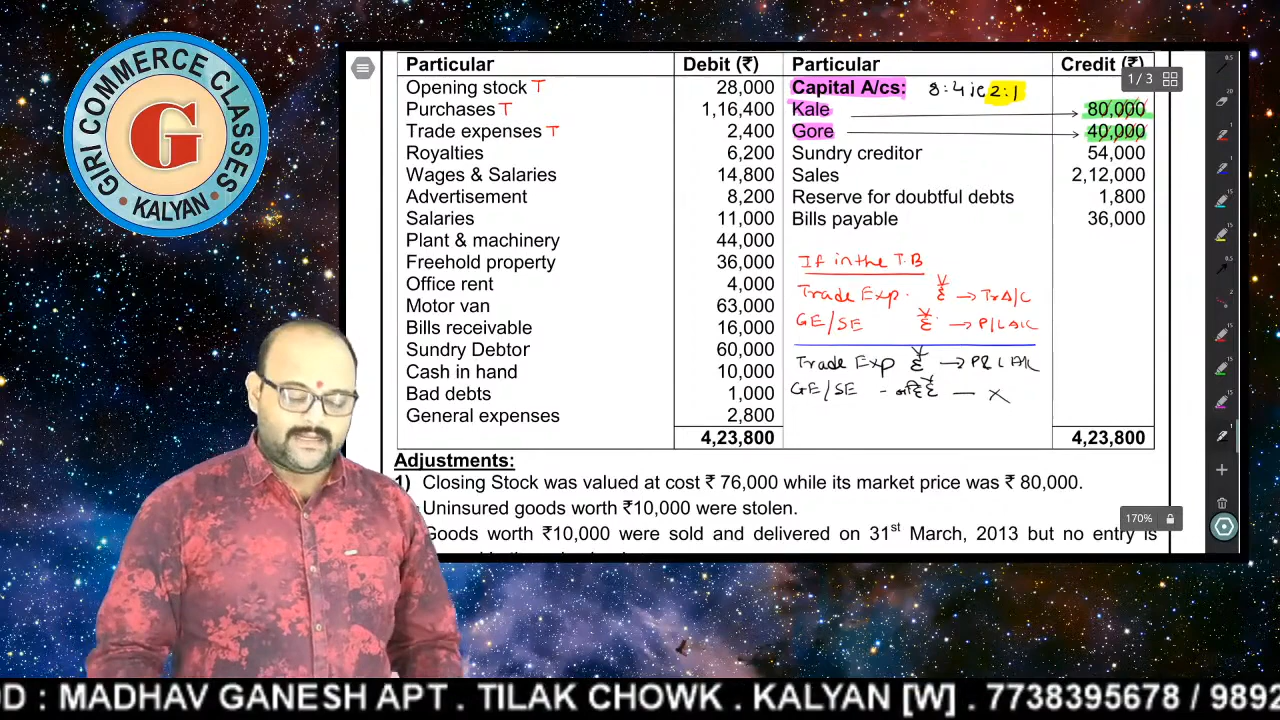 GIRI COMMERCE CLASSES
G
KALYAN
Particular Debit (₹) Particular Credit (₹)
1/3
Opening stock T 28,000 Capital A/cs: 8:4 ie 2:1
Purchases T 1,16,400 Kale 80,000
Trade expenses T 2,400 Gore 40,000
Royalties 6,200 Sundry creditor 54,000
Wages & Salaries 14,800 Sales 2,12,000
Advertisement 8,200 Reserve for doubtful debts 1,800
Salaries 11,000 Bills payable 36,000
Plant & machinery 44,000
Freehold property 36,000 If in the T.B
Office rent 4,000 Trade Exp. → Tr A/C
Motor van 63,000
Bills receivable 16,000 GE/SE → P/L A/C
Sundry Debtor 60,000 Trade Exp → P & L A/C
Cash in hand 10,000
Bad debts 1,000 GE/SE - — X
General expenses 2,800
4,23,800 4,23,800
Adjustments:
1) Closing Stock was valued at cost ₹ 76,000 while its market price was ₹ 80,000.
Uninsured goods worth ₹10,000 were stolen.
170%
Goods worth ₹10,000 were sold and delivered on 31st March, 2013 but no entry is
OD : MADHAV GANESH APT . TILAK CHOWK . KALYAN [W] . 7738395678 / 9892